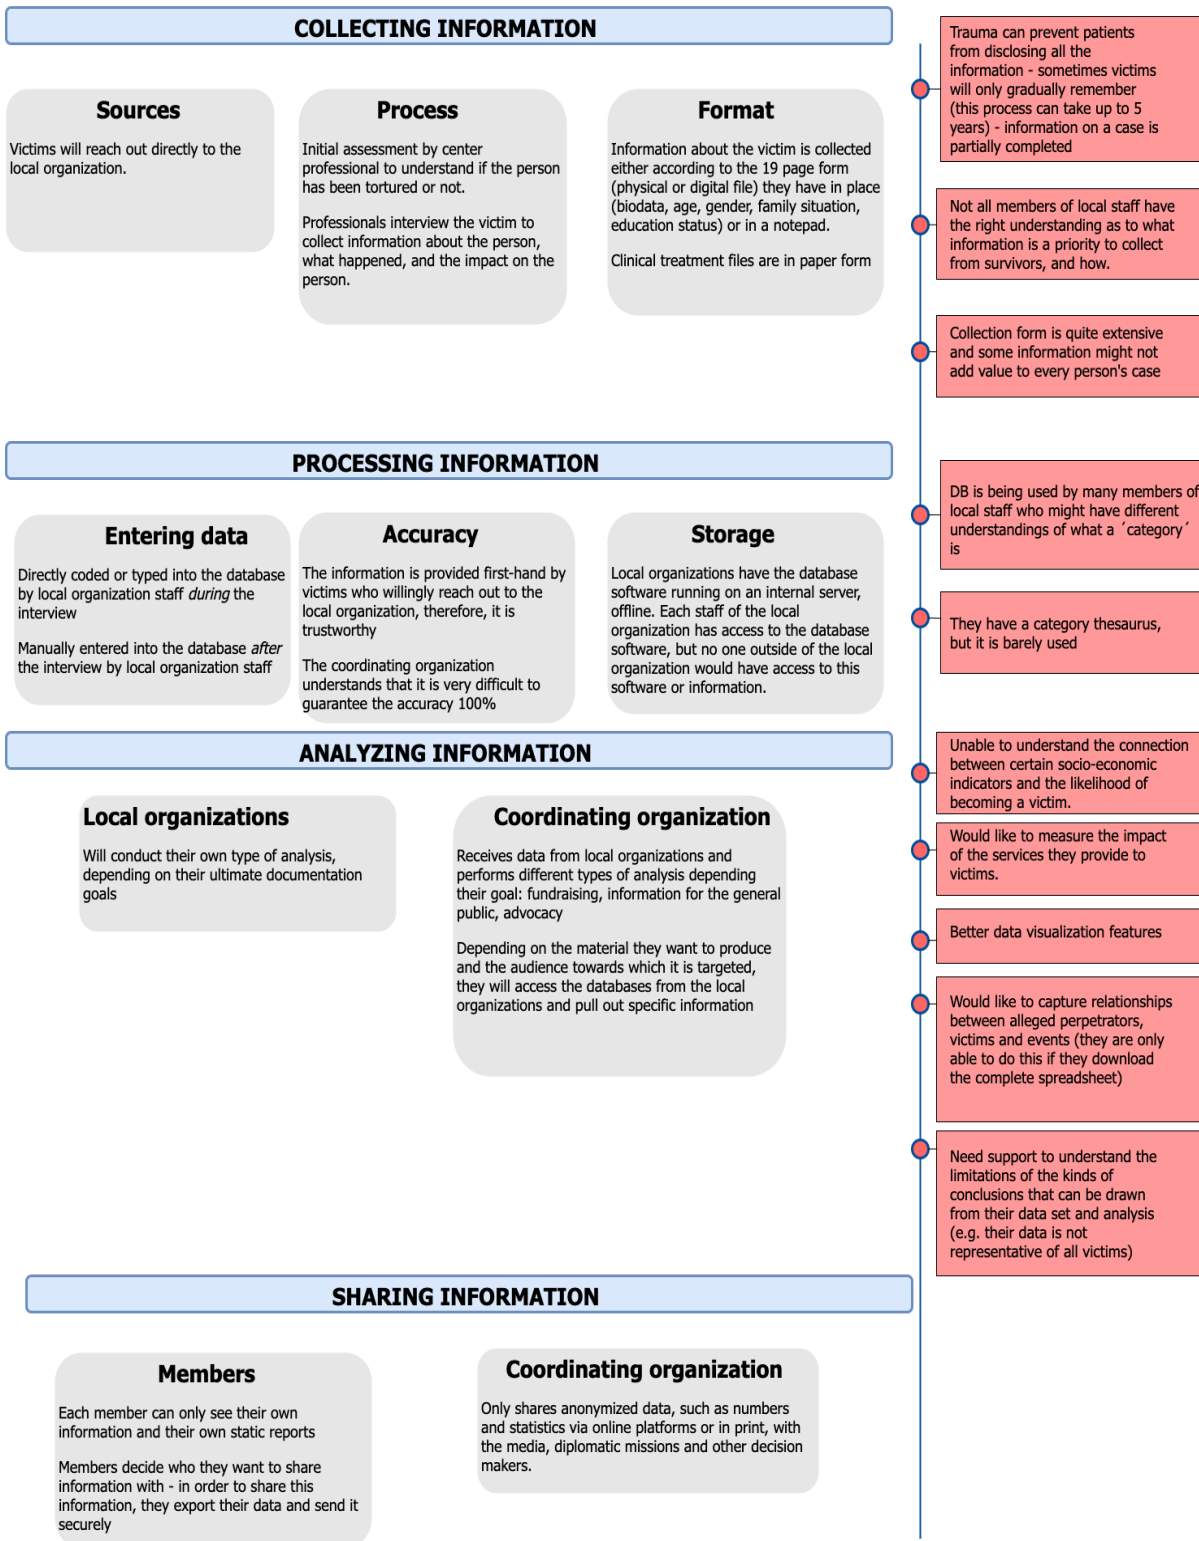 COLLECTING INFORMATION
Sources
Victims will reach out directly to the
local organization.
Process
Initial assessment by center
professional to understand if the person
has been tortured or not.
Professionals interview the victim to
collect information about the person,
what happened, and the impact on the
person.
Format
Information about the victim is collected
either according to the 19 page form
(physical or digital file) they have in place
(biodata, age, gender, family situation,
education status) or in a notepad.
Clinical treatment files are in paper form
Trauma can prevent patients
from disclosing all the
information - sometimes victims
will only gradually remember
(this process can take up to 5
years) - information on a case is
partially completed
Not all members of local staff have
the right understanding as to what
information is a priority to collect
from survivors, and how.
Collection form is quite extensive
and some information might not
add value to every person's case
PROCESSING INFORMATION
Entering data
Directly coded or typed into the database
by local organization staff during the
interview
Manually entered into the database after
the interview by local organization staff
Accuracy
The information is provided first-hand by
victims who willingly reach out to the
local organization, therefore, it is
trustworthy
The coordinating organization
understands that it is very difficult to
guarantee the accuracy 100%
Storage
Local organizations have the database
software running on an internal server,
offline. Each staff of the local
organization has access to the database
software, but no one outside of the local
organization would have access to this
software or information.
DB is being used by many members of
local staff who might have different
understandings of what a ´category´
is
They have a category thesaurus,
but it is barely used
ANALYZING INFORMATION
Local organizations
Will conduct their own type of analysis,
depending on their ultimate documentation
goals
Coordinating organization
Receives data from local organizations and
performs different types of analysis depending
their goal: fundraising, information for the general
public, advocacy
Depending on the material they want to produce
and the audience towards which it is targeted,
they will access the databases from the local
organizations and pull out specific information
Unable to understand the connection
between certain socio-economic
indicators and the likelihood of
becoming a victim.
Would like to measure the impact
of the services they provide to
victims.
Better data visualization features
Would like to capture relationships
between alleged perpetrators,
victims and events (they are only
able to do this if they download
the complete spreadsheet)
Need support to understand the
limitations of the kinds of
conclusions that can be drawn
from their data set and analysis
(e.g. their data is not
representative of all victims)
SHARING INFORMATION
Members
Each member can only see their own
information and their own static reports
Members decide who they want to share
information with - in order to share this
information, they export their data and send it
securely
Coordinating organization
Only shares anonymized data, such as numbers
and statistics via online platforms or in print, with
the media, diplomatic missions and other decision
makers.